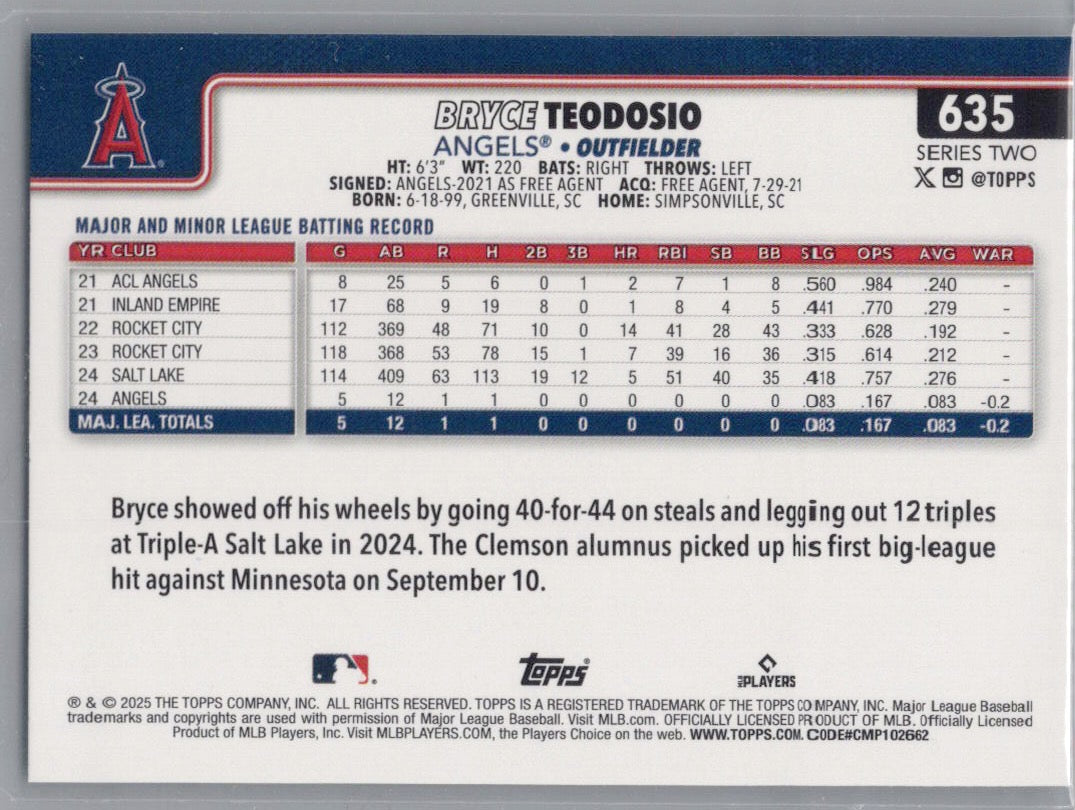 A
635
BRYCE TEODOSIO
ANGELS® • OUTFIELDER
SERIES TWO
HT: 6'3" WT: 220 BATS: RIGHT THROWS: LEFT
X @TOPPS
SIGNED: ANGELS-2021 AS FREE AGENT ACQ: FREE AGENT, 7-29-21
BORN: 6-18-99, GREENVILLE, SC HOME: SIMPSONVILLE, SC
MAJOR AND MINOR LEAGUE BATTING RECORD
YR CLUB G AB R H 2B 3B HR RBI SB BB SLG OPS AVG WAR
21 ACL ANGELS 8 25 5 6 0 1 2 7 1 8 .560 .984 .240 -
21 INLAND EMPIRE 17 68 9 19 8 0 1 8 4 5 .441 .770 .279 -
22 ROCKET CITY 112 369 48 71 10 0 14 41 28 43 .333 .628 .192 -
23 ROCKET CITY 118 368 53 78 15 1 7 39 16 36 .315 .614 .212 -
24 SALT LAKE 114 409 63 113 19 12 5 51 40 35 .418 .757 .276 -
24 ANGELS 5 12 1 1 0 0 0 0 0 0 .083 .167 .083 -0.2
MAJ. LEA. TOTALS 5 12 1 1 0 0 0 0 0 0 .083 .167 .083 -0.2
Bryce showed off his wheels by going 40-for-44 on steals and legging out 12 triples
at Triple-A Salt Lake in 2024. The Clemson alumnus picked up his first big-league
hit against Minnesota on September 10.
Topps®
PLAYERS
® & © 2025 THE TOPPS COMPANY, INC. ALL RIGHTS RESERVED. TOPPS IS A REGISTERED TRADEMARK OF THE TOPPS COMPANY, INC. Major League Baseball
trademarks and copyrights are used with permission of Major League Baseball. Visit MLB.com. OFFICIALLY LICENSED PRODUCT OF MLB. Officially Licensed
Product of MLB Players, Inc. Visit MLBPLAYERS.COM, the Players Choice on the web. WWW.TOPPS.COM. CODE#CMP102662